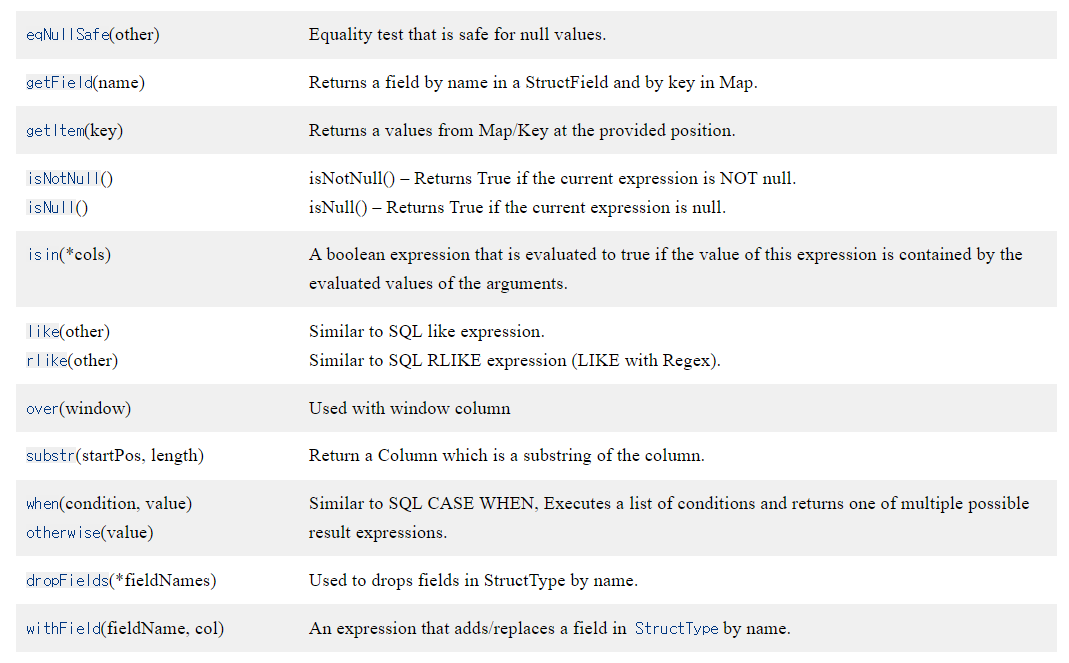 eqNullSafe(other) Equality test that is safe for null values.
getField(name) Returns a field by name in a StructField and by key in Map.
getItem(key) Returns a values from Map/Key at the provided position.
isNotNull() isNotNull() – Returns True if the current expression is NOT null.
isNull() isNull() – Returns True if the current expression is null.
isin(*cols) A boolean expression that is evaluated to true if the value of this expression is contained by the
evaluated values of the arguments.
like(other) Similar to SQL like expression.
rlike(other) Similar to SQL RLIKE expression (LIKE with Regex).
over(window) Used with window column
substr(startPos, length) Return a Column which is a substring of the column.
when(condition, value) Similar to SQL CASE WHEN, Executes a list of conditions and returns one of multiple possible
otherwise(value) result expressions.
dropFields(*fieldNames) Used to drops fields in StructType by name.
withField(fieldName, col) An expression that adds/replaces a field in StructType by name.